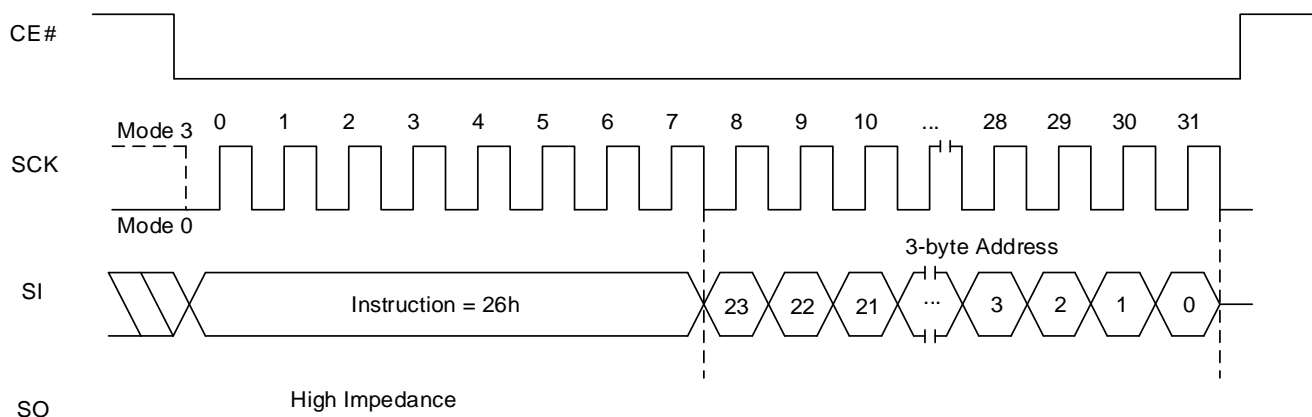 CE#
0 1 2 3 4 5 6 7 8 9 10 ... 28 29 30 31
Mode 3
SCK
Mode 0
3-byte Address
SI
Instruction = 26h 23 22 21 ... 3 2 1 0
High Impedance
SO